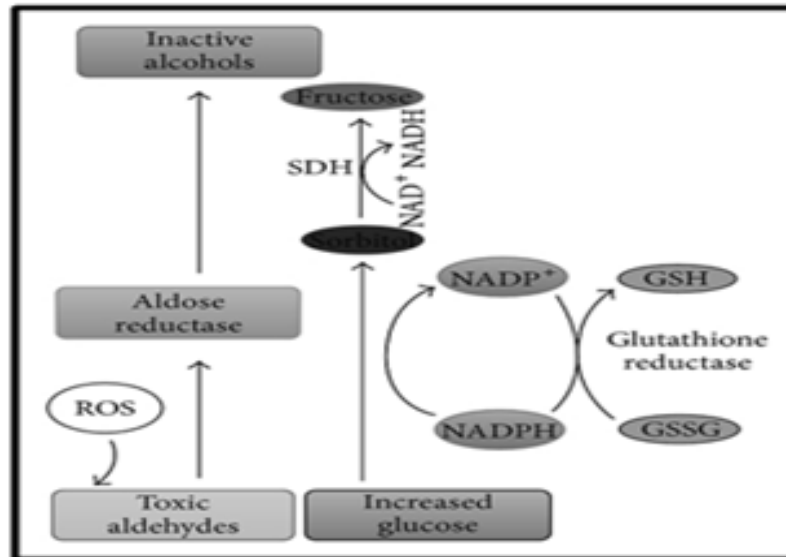 Inactive
alcohols
Fructose
SDH
NAD⁺ NADH
Sorbitol
NADP⁺
GSH
Aldose
reductase
Glutathione
reductase
ROS
NADPH
GSSG
Toxic
aldehydes
Increased
glucose